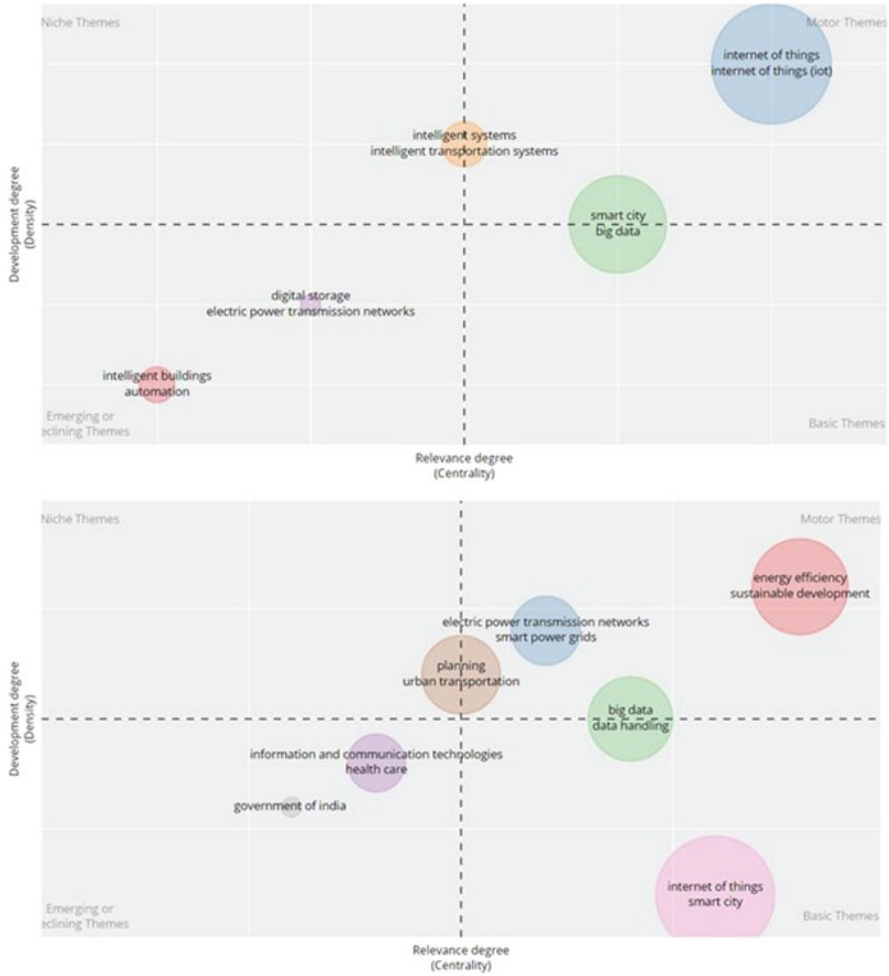 Niche Themes
Motor Themes
internet of things
internet of things (iot)
intelligent systems
intelligent transportation systems
smart city
big data
digital storage
electric power transmission networks
intelligent buildings
automation
Emerging or
eclining Themes
Basic Themes
Development degree
(Density)
Relevance degree
(Centrality)
Niche Themes
Motor Themes
energy efficiency
sustainable development
electric power transmission networks
smart power grids
planning
urban transportation
big data
data handling
information and communication technologies
health care
government of india
internet of things
smart city
Emerging or
eclining Themes
Basic Themes
Development degree
(Density)
Relevance degree
(Centrality)